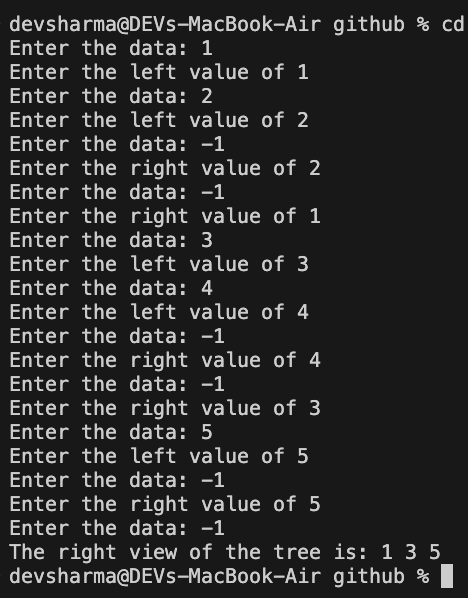 devsharma@DEVs-MacBook-Air github % cd
Enter the data: 1
Enter the left value of 1
Enter the data: 2
Enter the left value of 2
Enter the data: -1
Enter the right value of 2
Enter the data: -1
Enter the right value of 1
Enter the data: 3
Enter the left value of 3
Enter the data: 4
Enter the left value of 4
Enter the data: -1
Enter the right value of 4
Enter the data: -1
Enter the right value of 3
Enter the data: 5
Enter the left value of 5
Enter the data: -1
Enter the right value of 5
Enter the data: -1
The right view of the tree is: 1 3 5
devsharma@DEVs-MacBook-Air github %